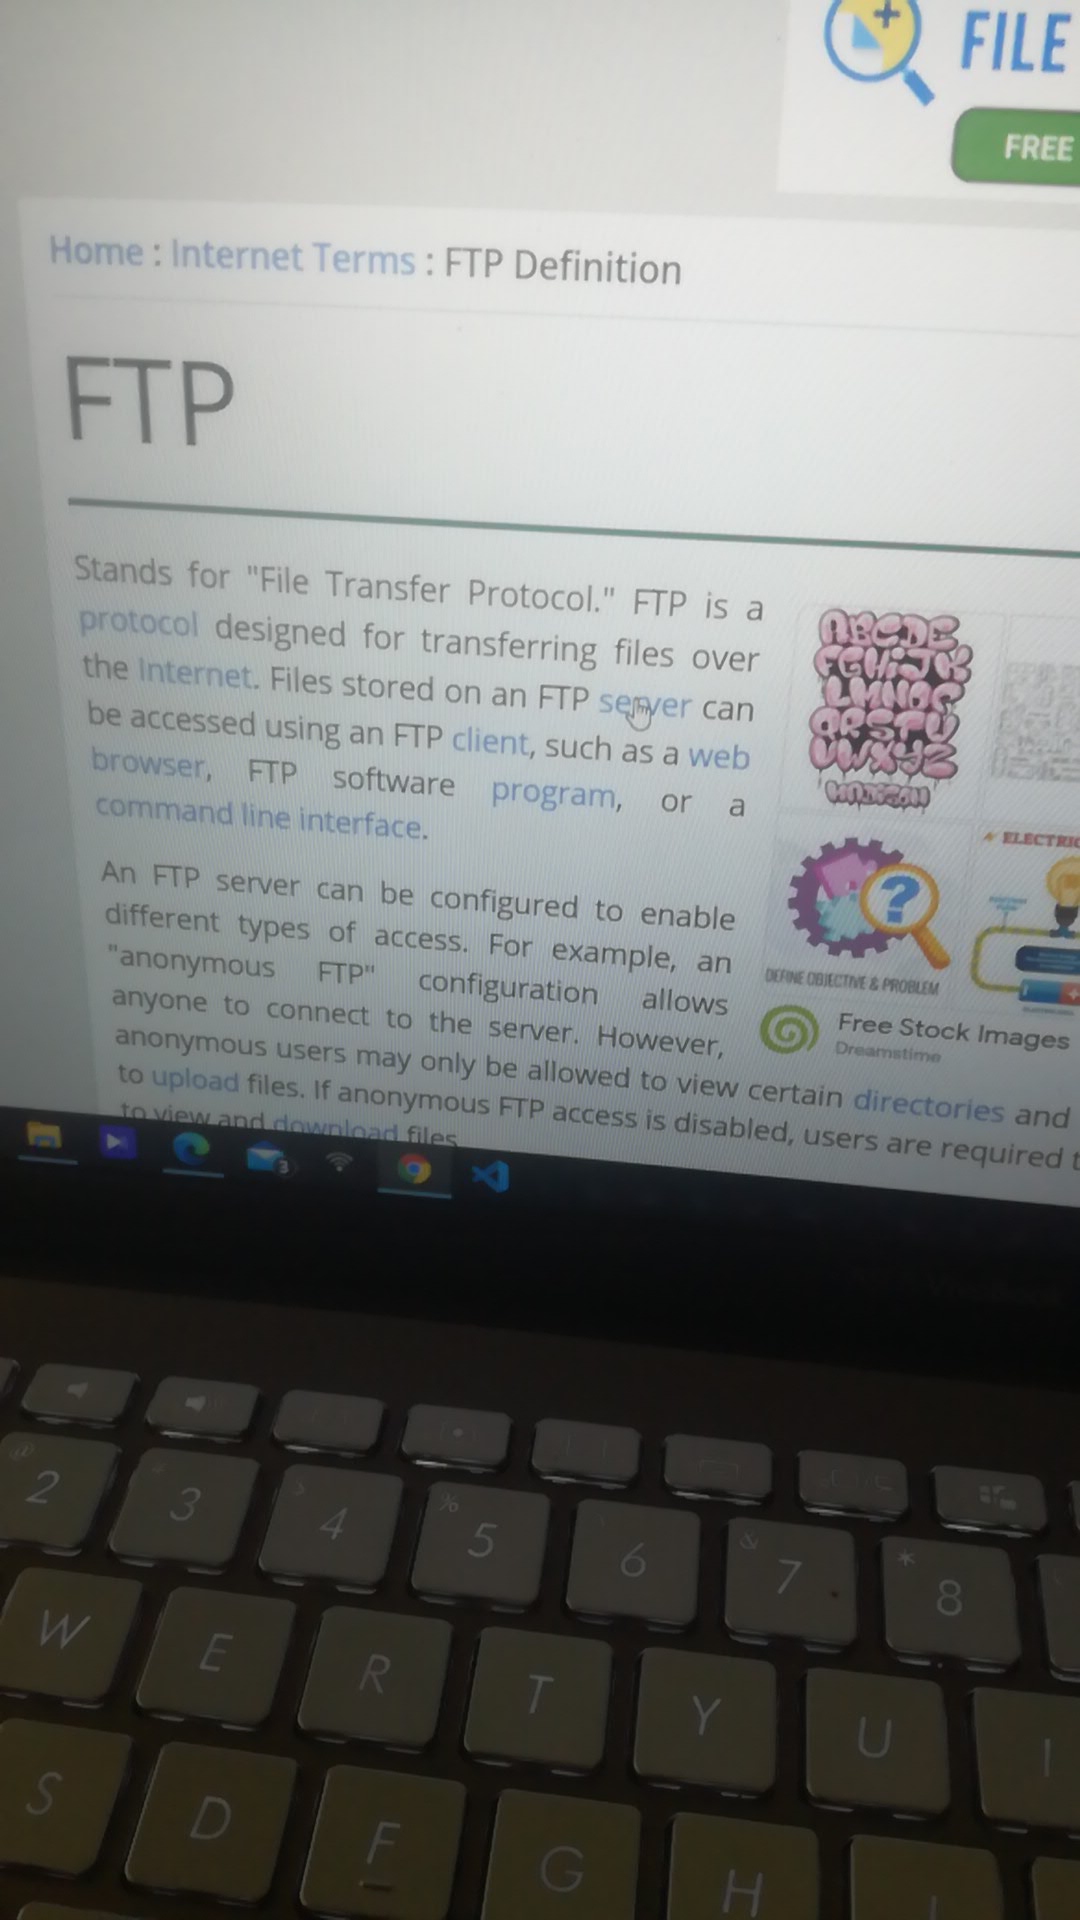 FILE
FREE
Home : Internet Terms : FTP Definition
FTP
Stands for "File Transfer Protocol." FTP is a
protocol designed for transferring files over
the Internet. Files stored on an FTP server can
be accessed using an FTP client, such as a web
browser, FTP software program, or a
command line interface.
An FTP server can be configured to enable
different types of access. For example, an
"anonymous FTP" configuration allows
anyone to connect to the server. However,
anonymous users may only be allowed to view certain directories and
to upload files. If anonymous FTP access is disabled, users are required t
to view and download files.
ABCDE
FGHIJK
LMNOP
QRSTU
VWXYZ
ELECTRIC
?
DEFINE OBJECTIVE & PROBLEM
Free Stock Images
Dreamstime
3
@ 2 3 4 % 5 6 & 7 * 8
W E R T Y U I
S D F G H